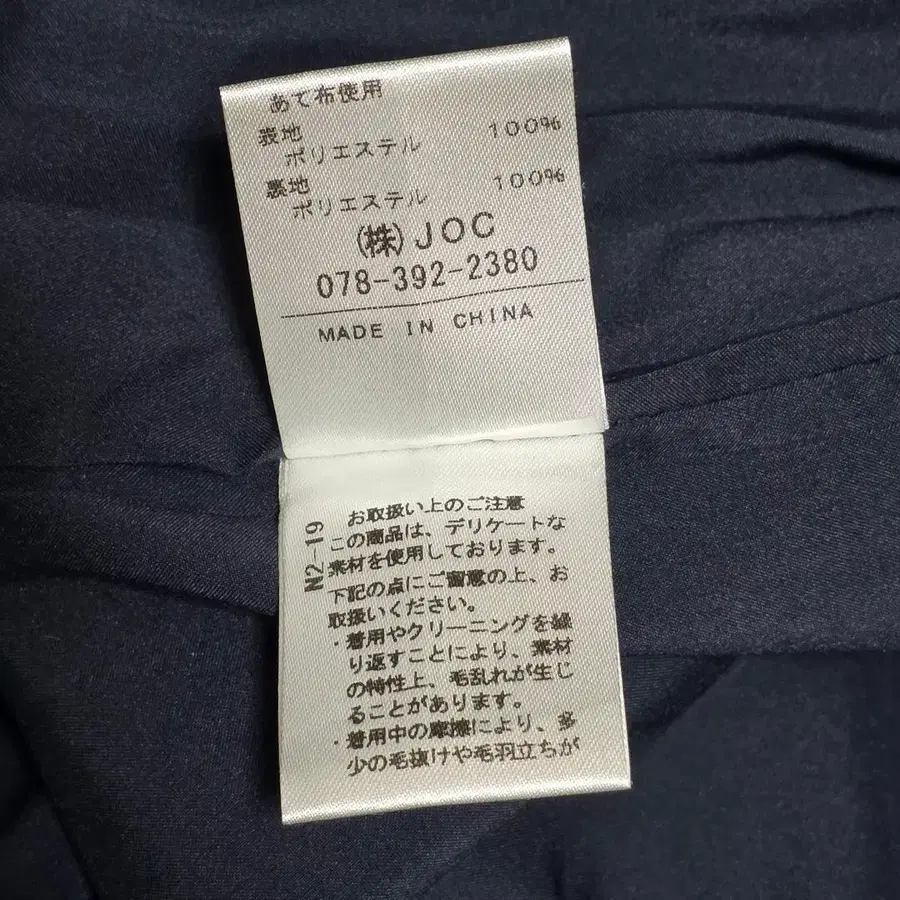 あて布使用
表地
ポリエステル 100%
裏地
ポリエステル 100%
(株)JOC
078-392-2380
MADE IN CHINA
N2-19
お取扱い上のご注意
この商品は、デリケートな
素材を使用しております。
下記の点にご留意の上、お
取扱いください。
・着用やクリーニングを繰
り返すことにより、素材
の特性上、毛乱れが生じ
ることがあります。
・着用中の摩擦により、多
少の毛抜けや毛羽立ちが